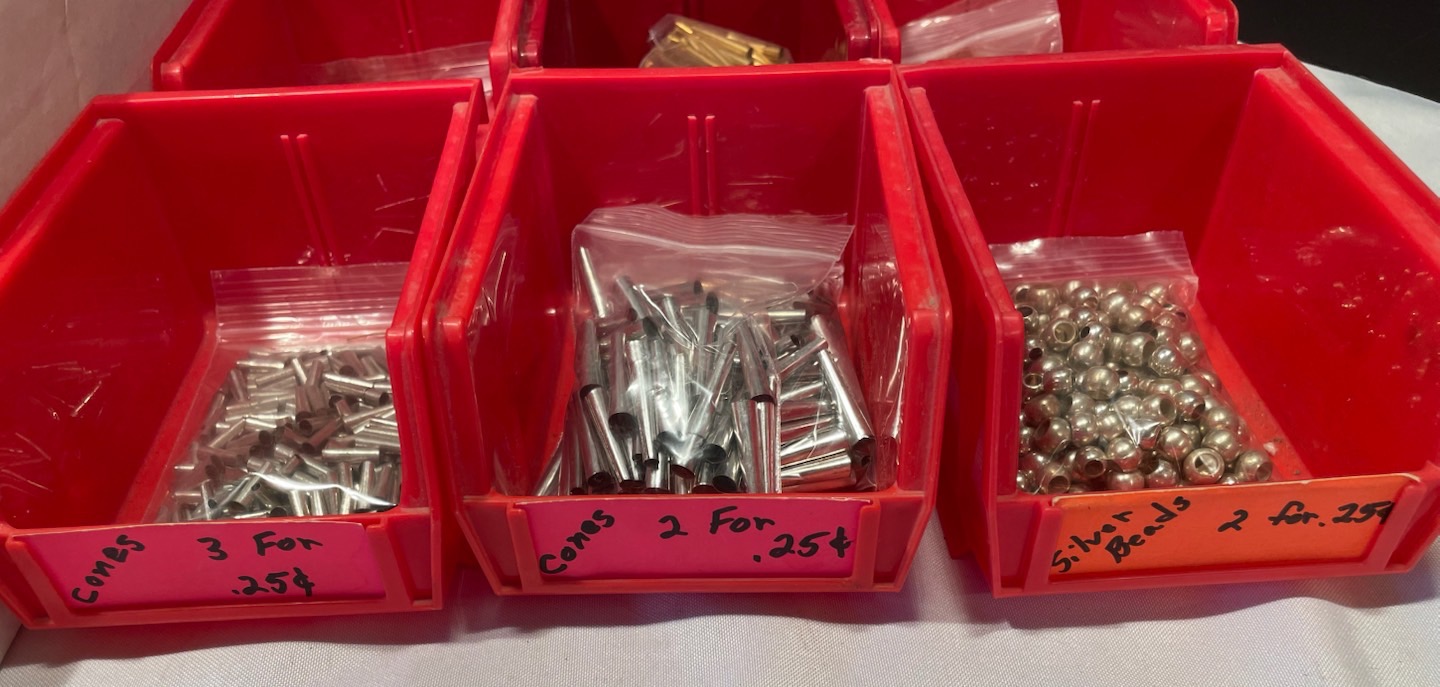 Cones 3 For
.25¢
Cones 2 For
.25¢
Silver
Beads 2 for .25¢